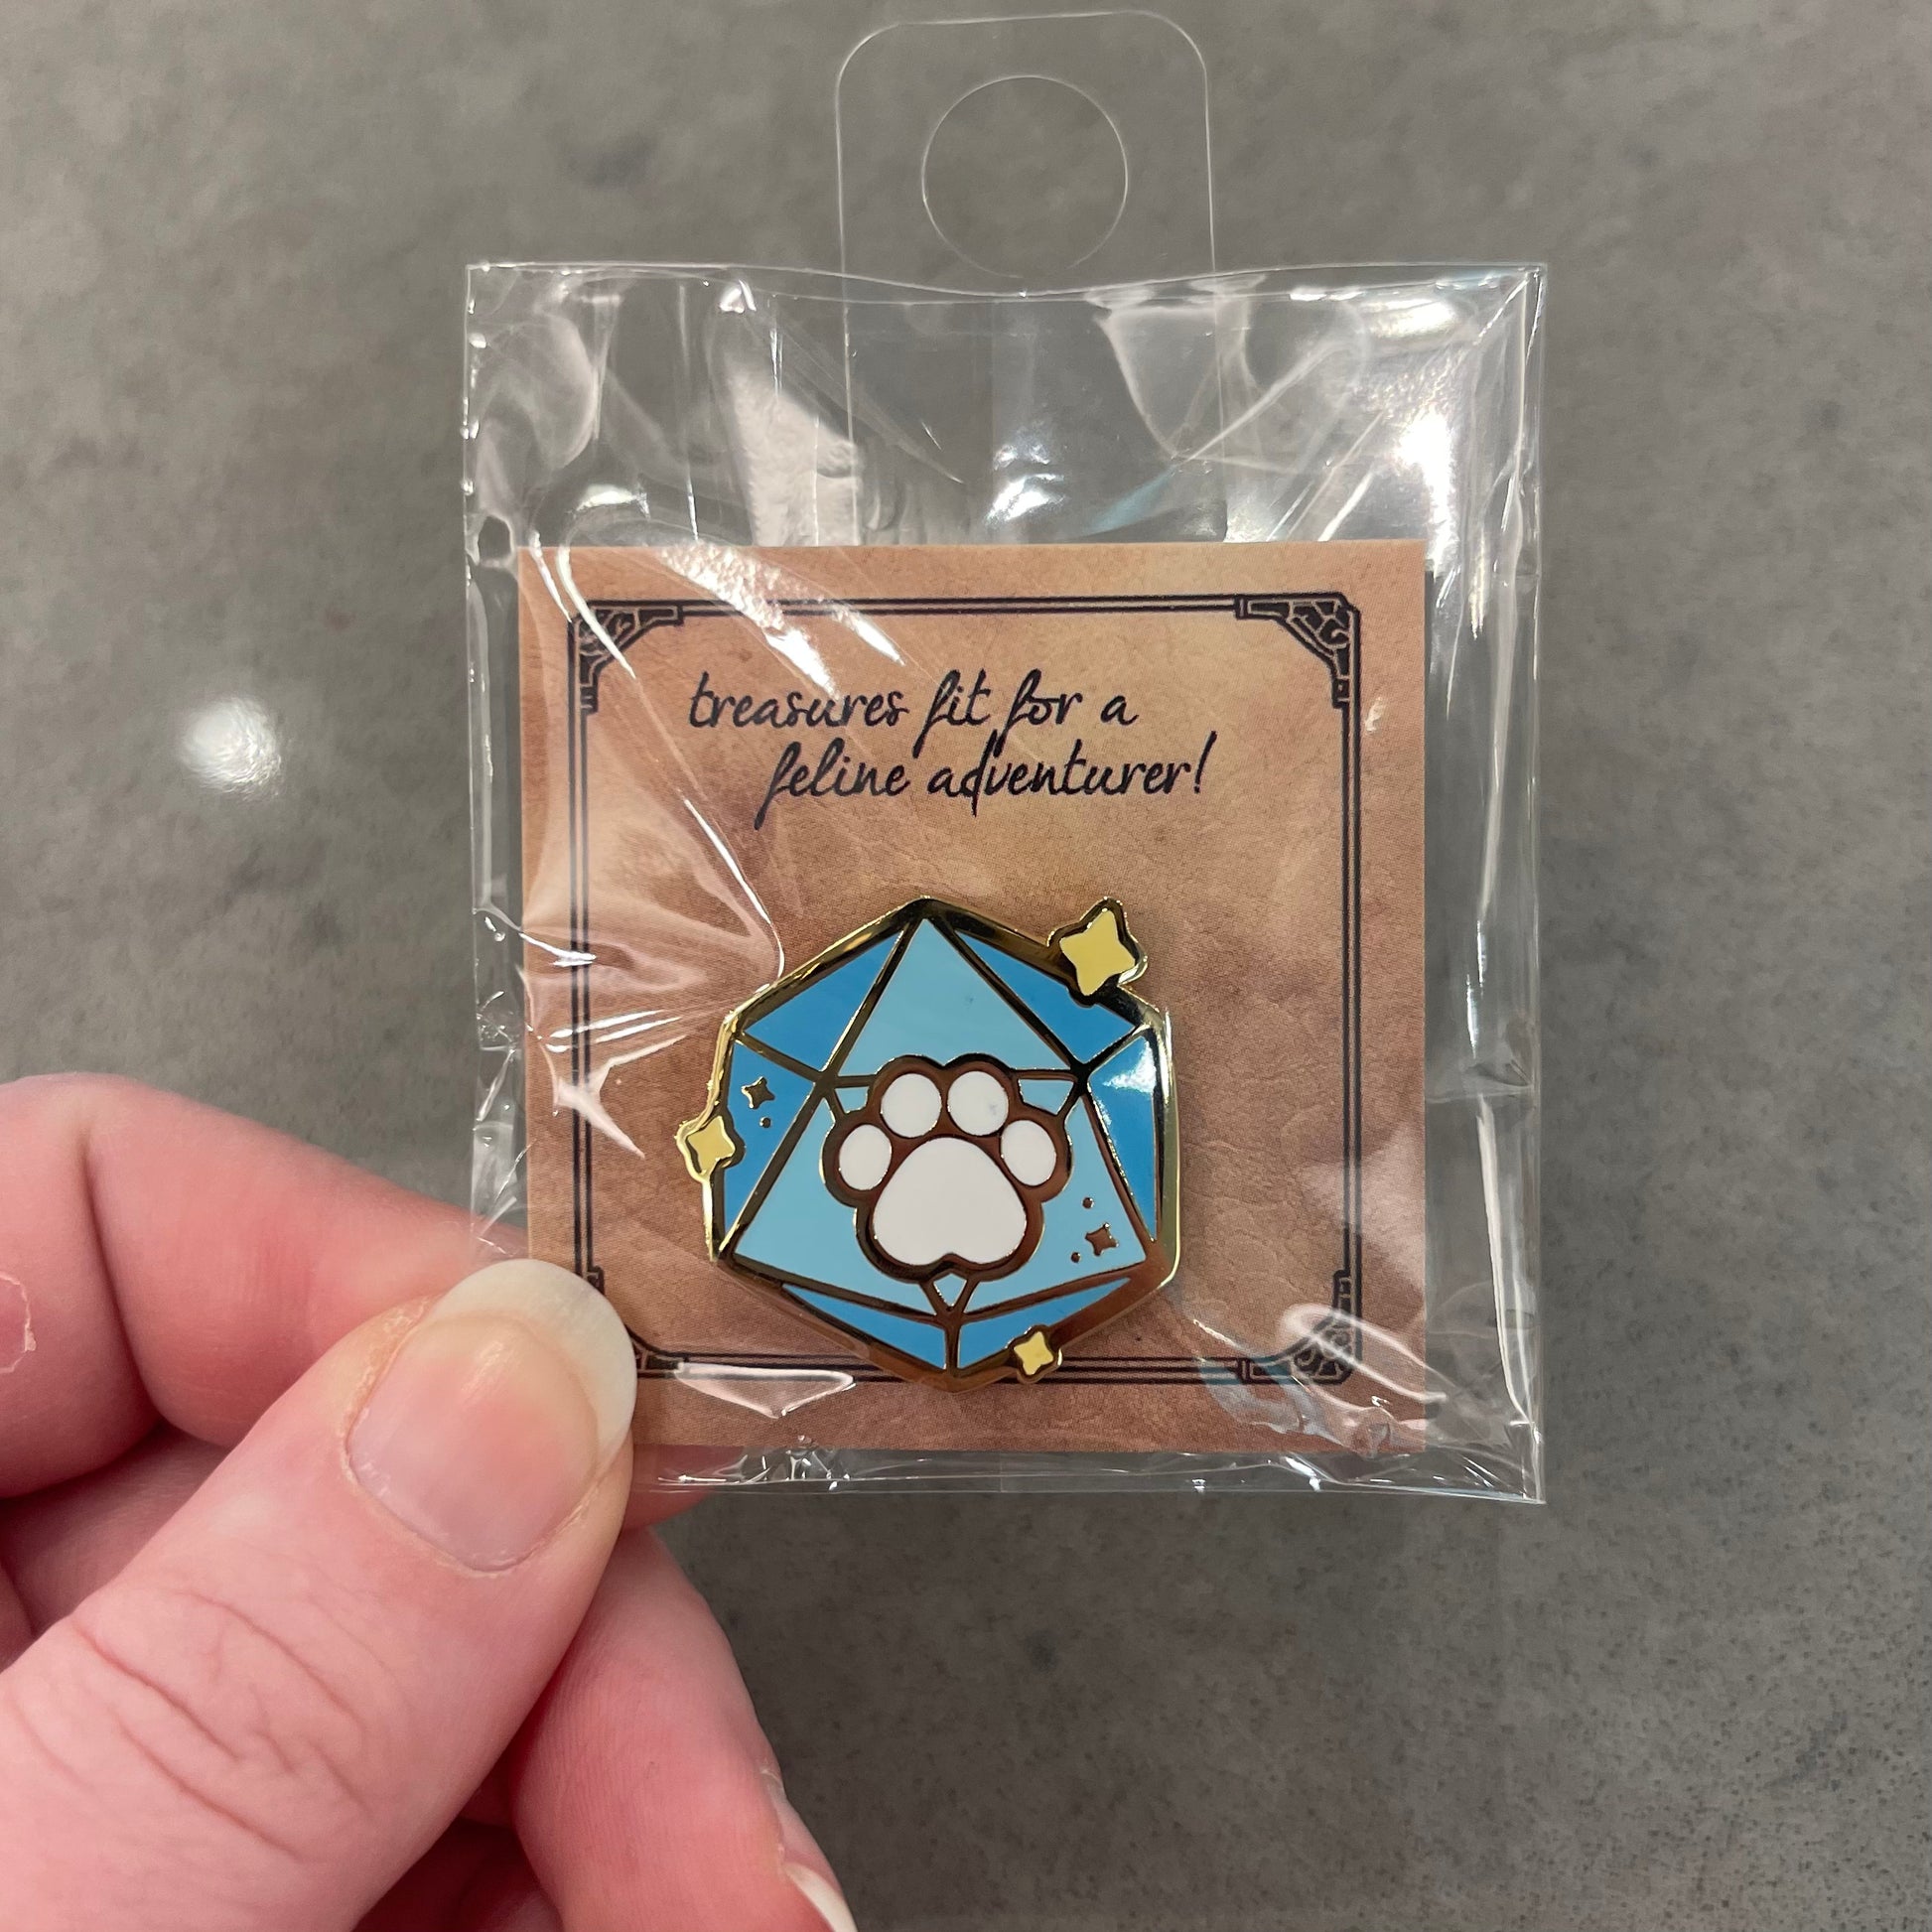 treasures fit for a
feline adventurer!